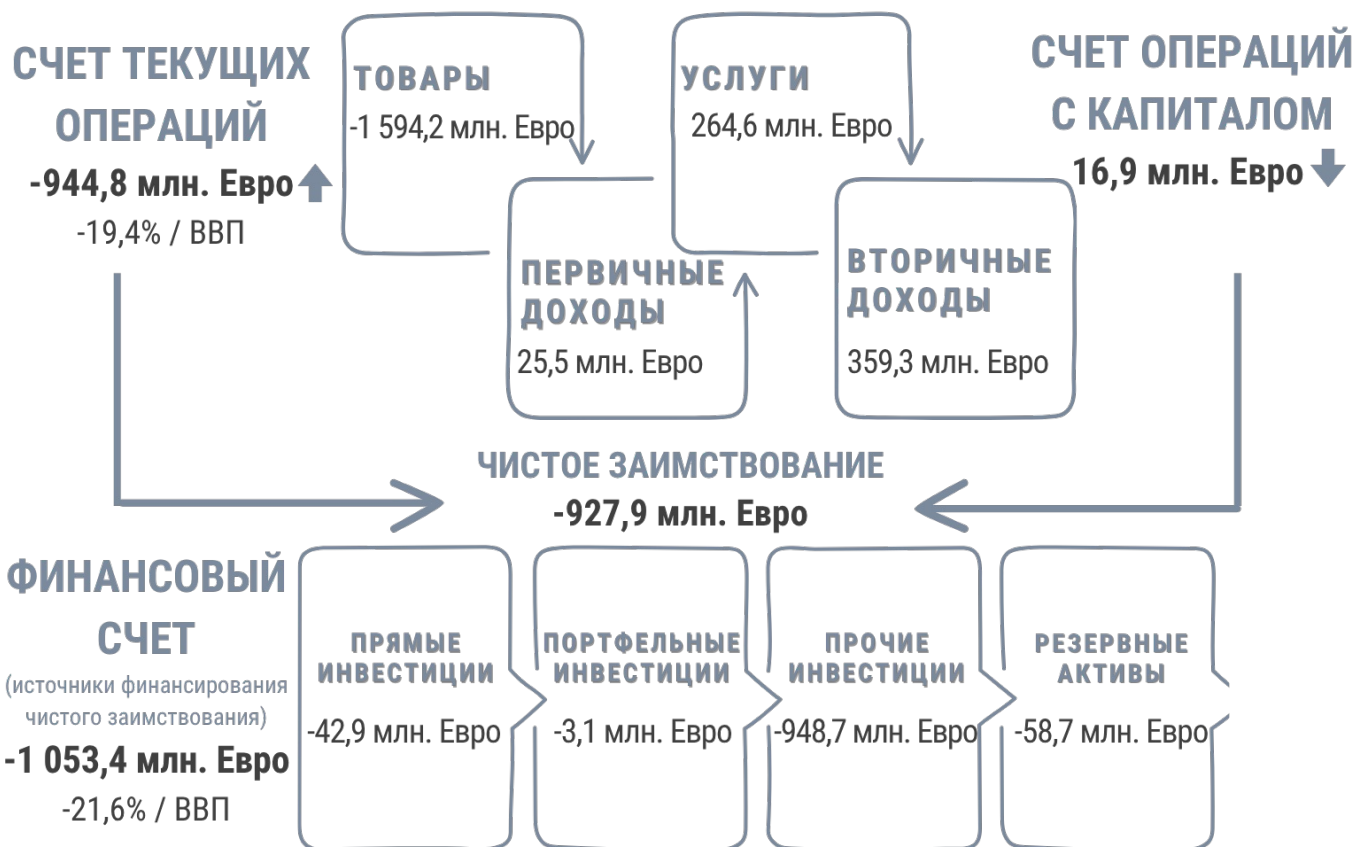 СЧЕТ ТЕКУЩИХ
ОПЕРАЦИЙ
-944,8 млн. Евро
-19,4% / ВВП
ТОВАРЫ
-1 594,2 млн. Евро
УСЛУГИ
264,6 млн. Евро
ПЕРВИЧНЫЕ
ДОХОДЫ
25,5 млн. Евро
ВТОРИЧНЫЕ
ДОХОДЫ
359,3 млн. Евро
СЧЕТ ОПЕРАЦИЙ
С КАПИТАЛОМ
16,9 млн. Евро
ЧИСТОЕ ЗАИМСТВОВАНИЕ
-927,9 млн. Евро
ФИНАНСОВЫЙ
СЧЕТ
(источники финансирования
чистого заимствования)
-1 053,4 млн. Евро
-21,6% / ВВП
ПРЯМЫЕ
ИНВЕСТИЦИИ
-42,9 млн. Евро
ПОРТФЕЛЬНЫЕ
ИНВЕСТИЦИИ
-3,1 млн. Евро
ПРОЧИЕ
ИНВЕСТИЦИИ
-948,7 млн. Евро
РЕЗЕРВНЫЕ
АКТИВЫ
-58,7 млн. Евро